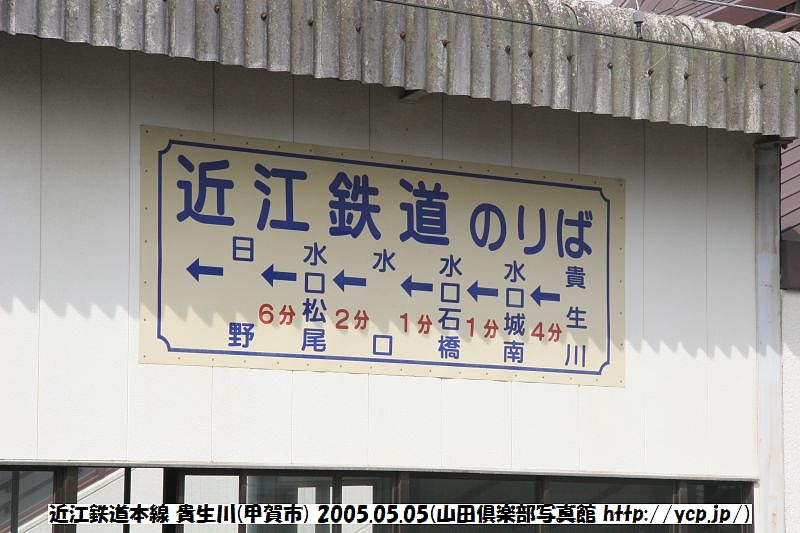 近江鉄道のりば
貴生川
←
4分
水口城南
←
1分
水口石橋
←
1分
水口
←
2分
水口松尾
←
6分
日野
←
近江鉄道本線 貴生川(甲賀市) 2005.05.05(山田倶楽部写真館 http://ycp.jp/)